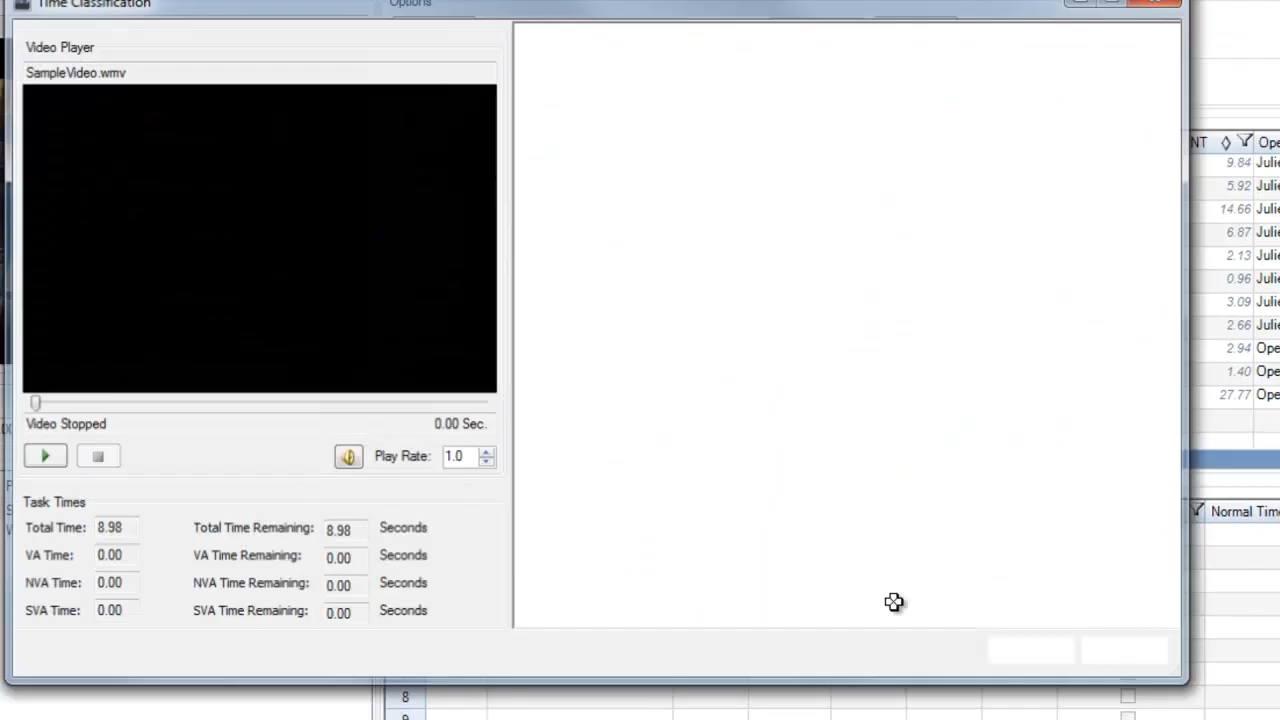 Time Classification
Options
Video Player
SampleVideo.wmv
Video Stopped 0.00 Sec.
Play Rate: 1.0
Task Times
Total Time: 8.98 Total Time Remaining: 8.98 Seconds
VA Time: 0.00 VA Time Remaining: 0.00 Seconds
NVA Time: 0.00 NVA Time Remaining: 0.00 Seconds
SVA Time: 0.00 SVA Time Remaining: 0.00 Seconds
NT Ope
9.84 Julie
5.92 Julie
14.66 Julie
6.87 Julie
2.13 Julie
0.96 Julie
3.09 Julie
2.66 Julie
2.94 Ope
1.40 Ope
27.77 Ope
Normal Time
8
9